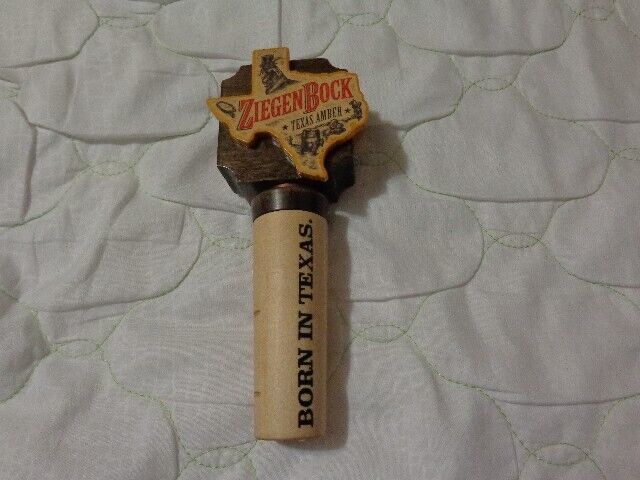 ZIEGENBOCK
★ TEXAS AMBER ★
BORN IN TEXAS.